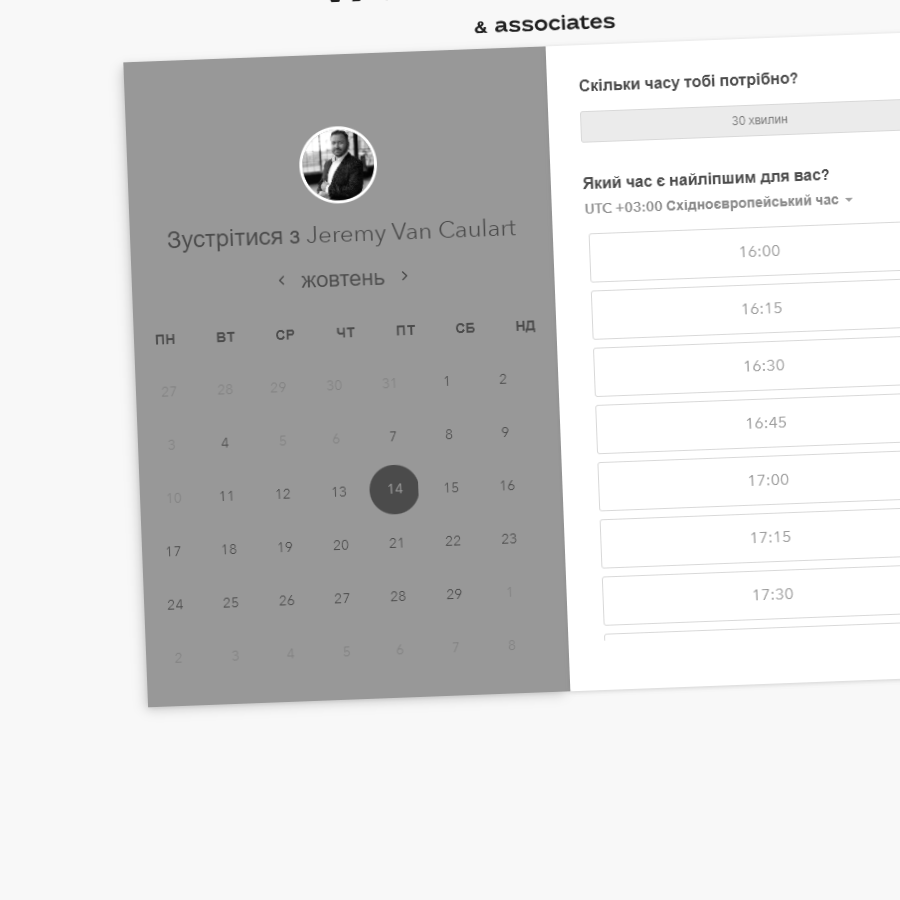 & associates
Зустрітися з Jeremy Van Caulart
жовтень
ПН ВТ СР ЧТ ПТ СБ НД
27 28 29 30 31 1 2
3 4 5 6 7 8 9
10 11 12 13 14 15 16
17 18 19 20 21 22 23
24 25 26 27 28 29 1
2 3 4 5 6 7 8
Скільки часу тобі потрібно?
30 хвилин
Який час є найліпшим для вас?
UTC +03:00 Східноєвропейський час
16:00
16:15
16:30
16:45
17:00
17:15
17:30